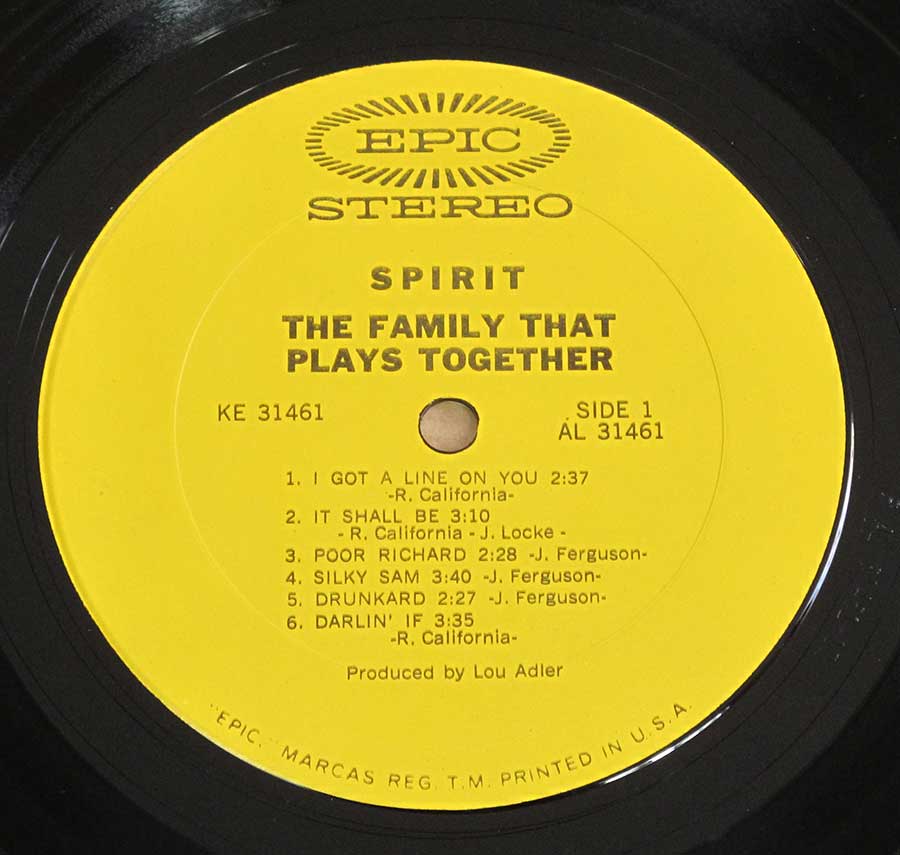 EPIC
STEREO
SPIRIT
THE FAMILY THAT
PLAYS TOGETHER
KE 31461
SIDE 1
AL 31461
1. I GOT A LINE ON YOU 2:37
-R. California-
2. IT SHALL BE 3:10
- R. California - J. Locke -
3. POOR RICHARD 2:28 -J. Ferguson-
4. SILKY SAM 3:40 -J. Ferguson-
5. DRUNKARD 2:27 -J. Ferguson-
6. DARLIN' IF 3:35
-R. California-
Produced by Lou Adler
"EPIC," MARCAS REG. T.M. PRINTED IN U.S.A.